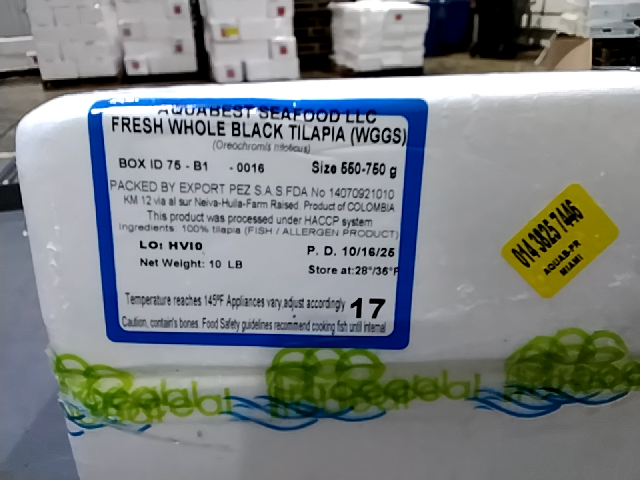 AQUABEST SEAFOOD LLC
FRESH WHOLE BLACK TILAPIA (WGGS)
(Oreochromis niloticus)
BOX ID 75 - B1 - 0016 Size 550-750 g
PACKED BY EXPORT PEZ S.A.S FDA No 14070921010
KM 12 via al sur Neiva-Huila-Farm Raised. Product of COLOMBIA
This product was processed under HACCP system
Ingredients: 100% tilapia (FISH / ALLERGEN PRODUCT)
LO: HVI0 P. D. 10/16/25
Net Weight: 10 LB Store at:28°/36°F
Temperature reaches 145°F Appliances vary,adjust accordingly 17
Caution, contain's bones. Food Safety guidelines recommend cooking fish until internal
014 3825 7446
AQUAB-FR
MIAMI